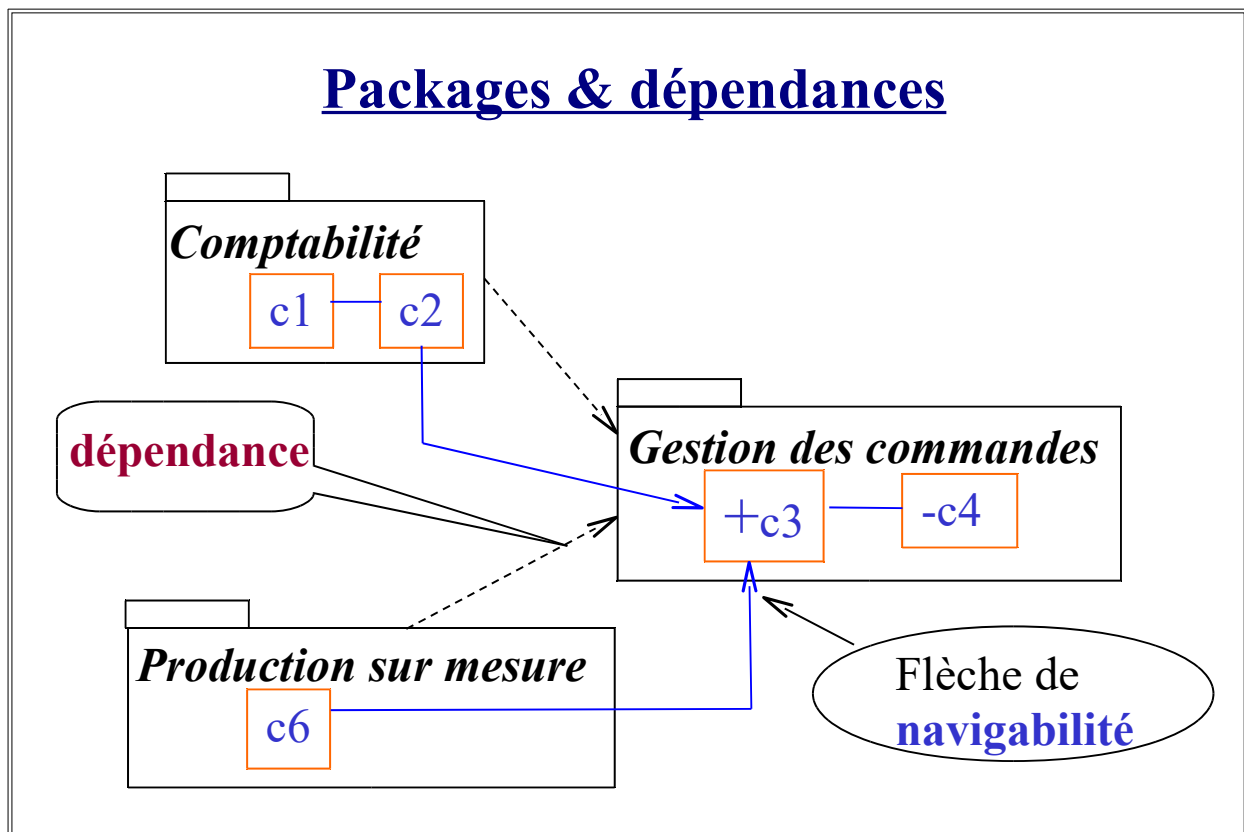 Packages & dépendances
Comptabilité
c1
c2
dépendance
Gestion des commandes
+c3
-c4
Production sur mesure
c6
Flèche de
navigabilité